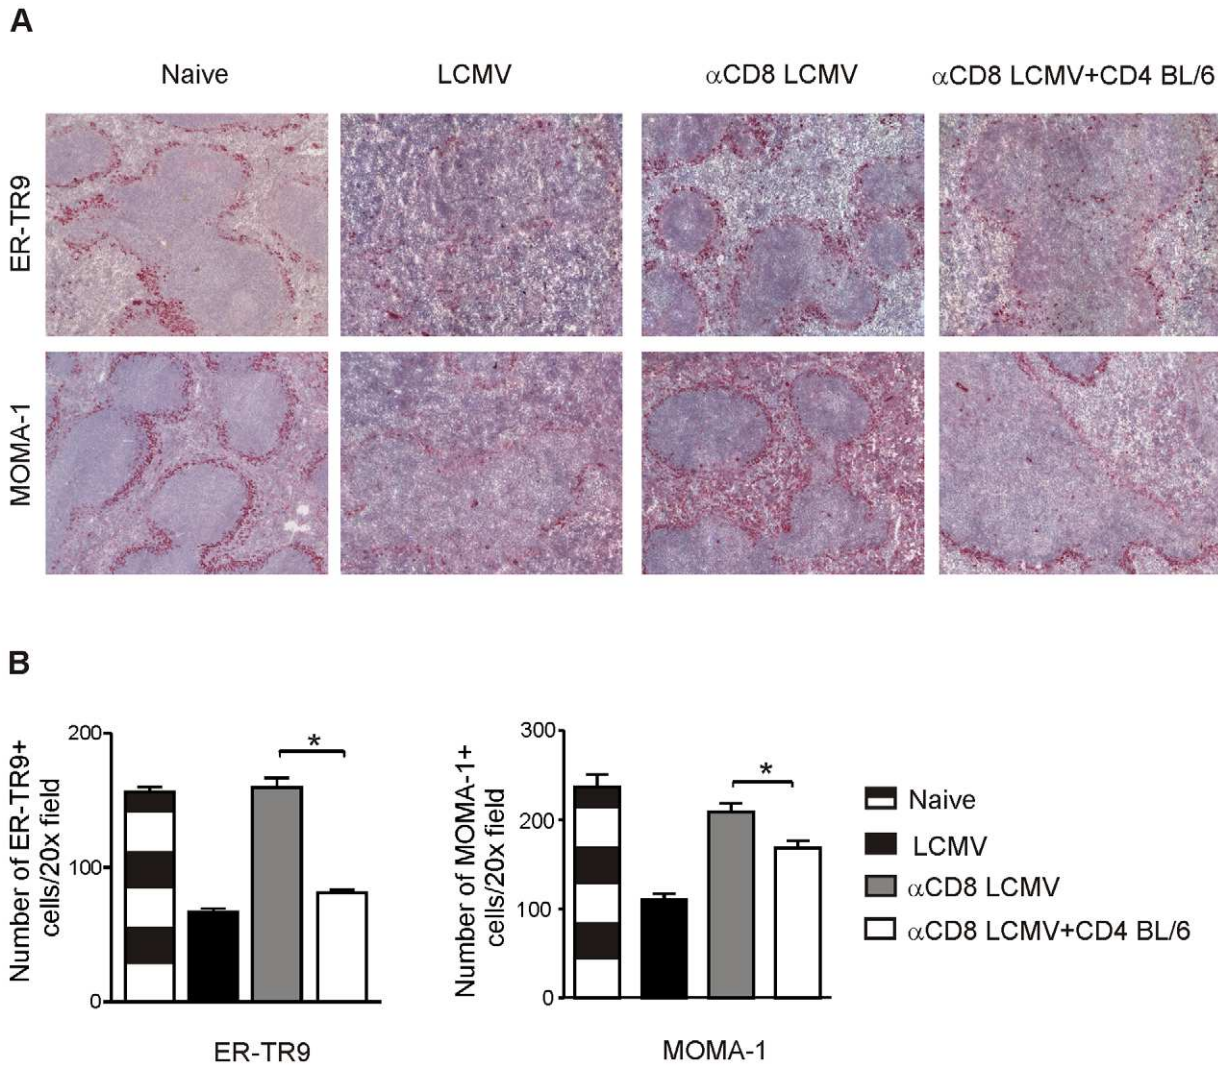 A
Naive LCMV αCD8 LCMV αCD8 LCMV+CD4 BL/6
ER-TR9
MOMA-1
B
Number of ER-TR9+
cells/20x field
200
100
0
*
ER-TR9
Number of MOMA-1+
cells/20x field
300
200
100
0
*
MOMA-1
Naive
LCMV
αCD8 LCMV
αCD8 LCMV+CD4 BL/6